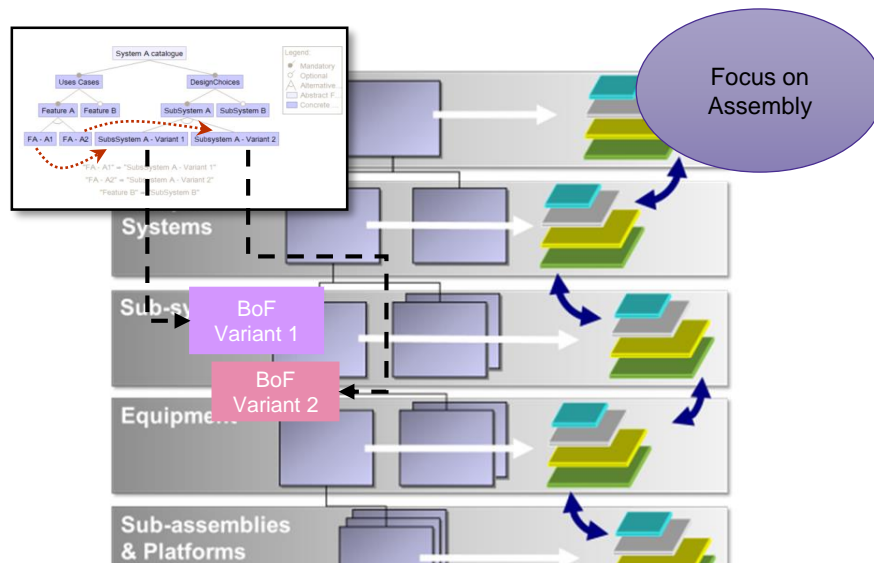 System A catalogue
Uses Cases
DesignChoices
Feature A
Feature B
SubSystem A
SubSystem B
FA - A1
FA - A2
SubsSystem A - Variant 1
Subsystem A - Variant 2
"FA - A1" = "SubsSystem A - Variant 1"
"FA - A2" = "Subsystem A - Variant 2"
"Feature B" = "SubSystem B"
Legend:
Mandatory
Optional
Alternative...
Abstract F...
Concrete ...
Focus on
Assembly
Systems
Sub-sy
BoF
Variant 1
BoF
Variant 2
Equipment
Sub-assemblies
& Platforms